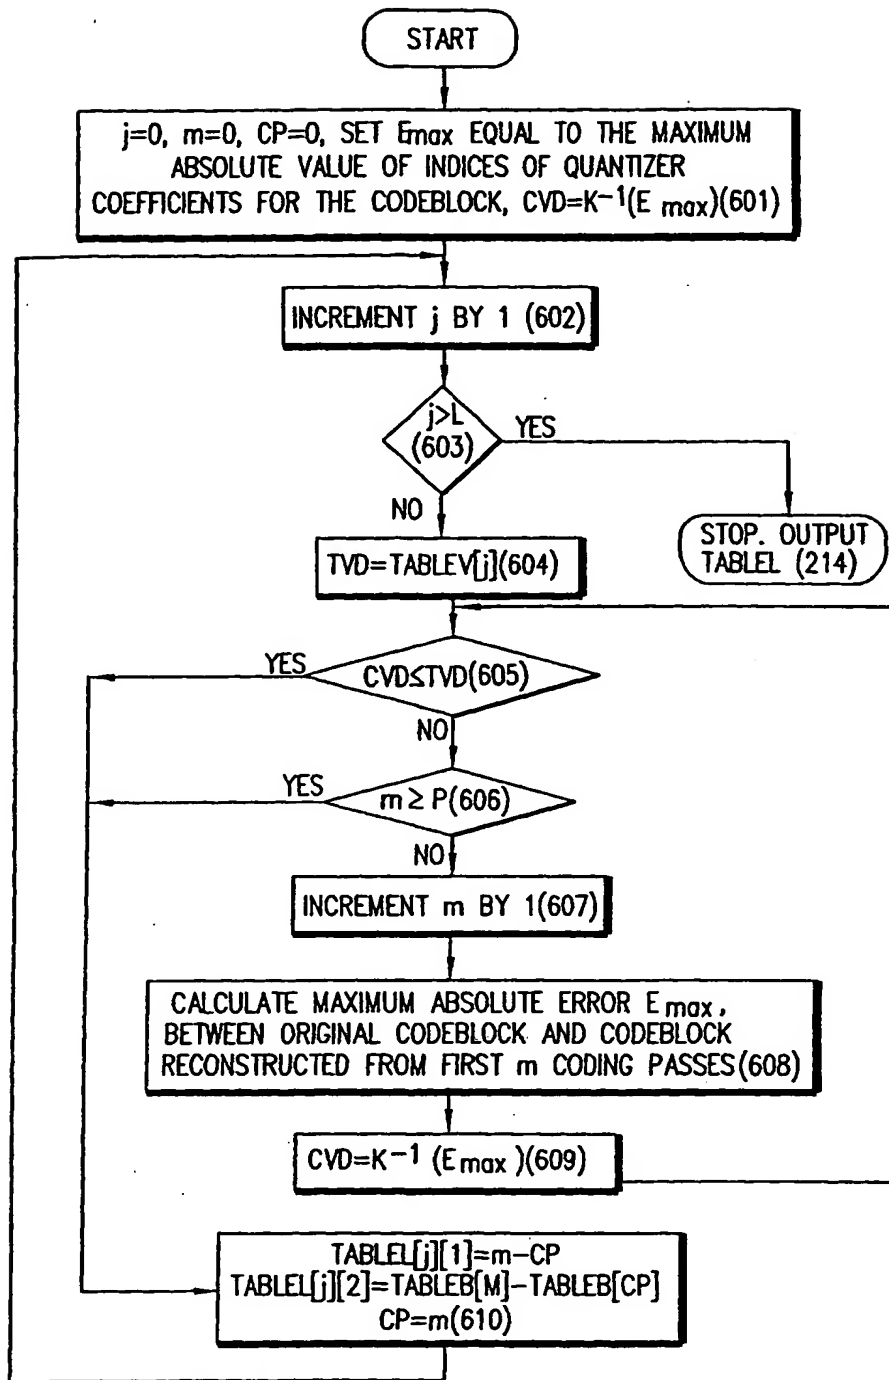 START
j=0, m=0, CP=0, SET Emax EQUAL TO THE MAXIMUM
ABSOLUTE VALUE OF INDICES OF QUANTIZER
COEFFICIENTS FOR THE CODEBLOCK, CVD=K⁻¹(E max)(601)
INCREMENT j BY 1 (602)
j>L
(603)
YES
NO
STOP. OUTPUT
TABLEL (214)
TVD=TABLEV[j](604)
YES
CVD≤TVD(605)
NO
YES
m ≥ P(606)
NO
INCREMENT m BY 1(607)
CALCULATE MAXIMUM ABSOLUTE ERROR Emax,
BETWEEN ORIGINAL CODEBLOCK AND CODEBLOCK
RECONSTRUCTED FROM FIRST m CODING PASSES(608)
CVD=K⁻¹ (Emax)(609)
TABLEL[j][1]=m-CP
TABLEL[j][2]=TABLEB[M]-TABLEB[CP]
CP=m(610)